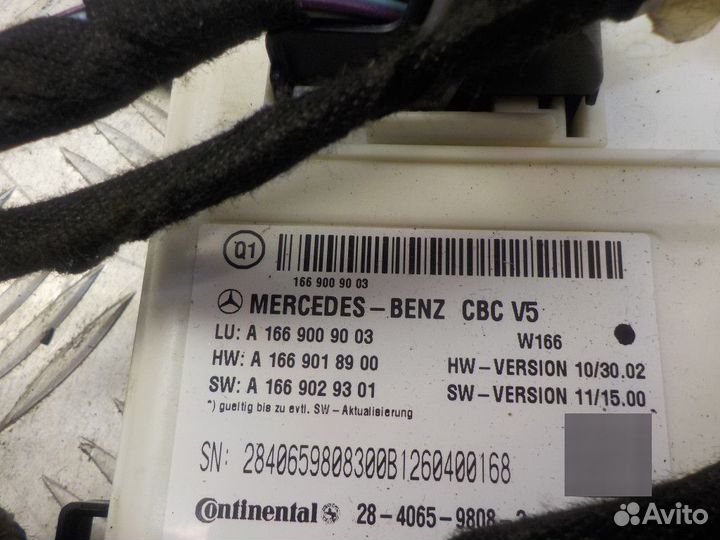 Q1
166 900 90 03
MERCEDES-BENZ CBC V5
LU: A 166 900 90 03 W166
HW: A 166 901 89 00 HW-VERSION 10/30.02
SW: A 166 902 93 01 SW-VERSION 11/15.00
*) gueltig bis zu evtl. SW-Aktualisierung
SN: 2840659808300B1260400168
Continental 28-4065-9808-
Avito